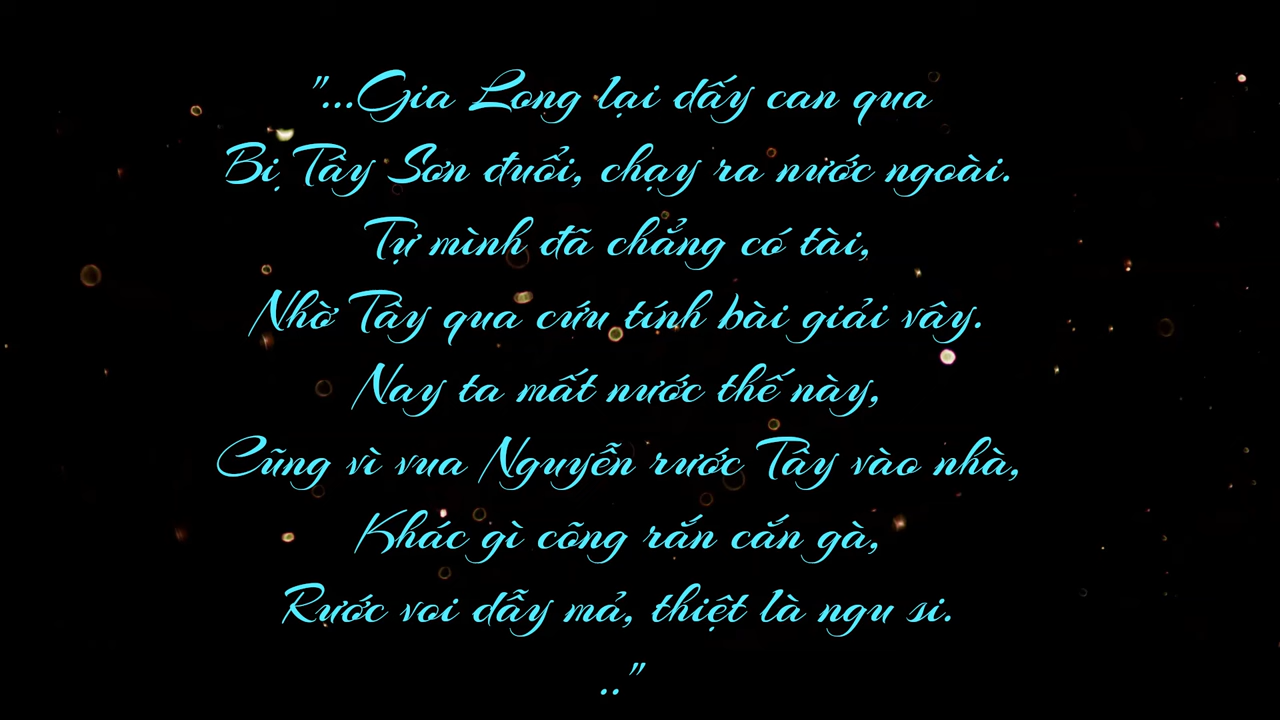 "...Gia Long lại dấy can qua
Bị Tây Sơn đuổi, chạy ra nước ngoài.
Tự mình đã chẳng có tài,
Nhờ Tây qua cứu tính bài giải vây.
Nay ta mất nước thế này,
Cũng vì vua Nguyễn rước Tây vào nhà,
Khác gì cõng rắn cắn gà,
Rước voi dẫy mả, thiệt là ngu si.
.."